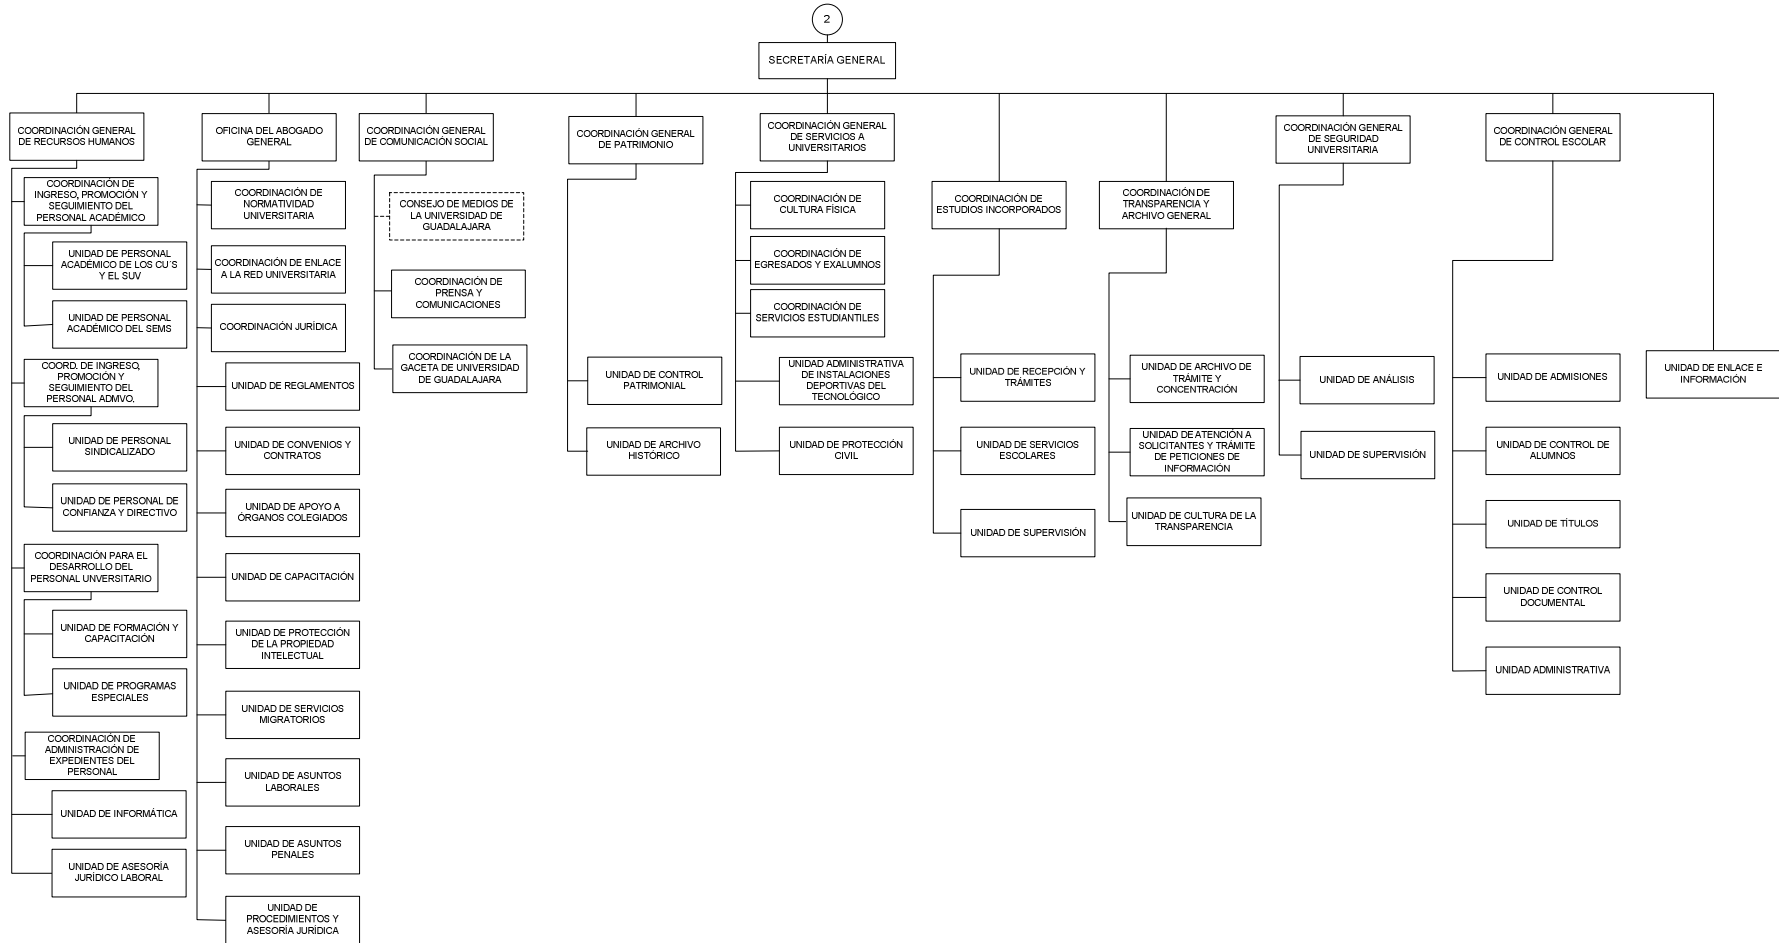 2
SECRETARÍA GENERAL
COORDINACIÓN GENERAL
DE RECURSOS HUMANOS
COORDINACIÓN DE
INGRESO, PROMOCIÓN Y
SEGUIMIENTO DEL
PERSONAL ACADÉMICO
UNIDAD DE PERSONAL
ACADÉMICO DE LOS CU´S
Y EL SUV
UNIDAD DE PERSONAL
ACADÉMICO DEL SEMS
COORD. DE INGRESO,
PROMOCIÓN Y
SEGUIMIENTO DEL
PERSONAL ADMVO.
UNIDAD DE PERSONAL
SINDICALIZADO
UNIDAD DE PERSONAL DE
CONFIANZA Y DIRECTIVO
COORDINACIÓN PARA EL
DESARROLLO DEL
PERSONAL UNVERSITARIO
UNIDAD DE FORMACIÓN Y
CAPACITACIÓN
UNIDAD DE PROGRAMAS
ESPECIALES
COORDINACIÓN DE
ADMINISTRACIÓN DE
EXPEDIENTES DEL
PERSONAL
UNIDAD DE INFORMÁTICA
UNIDAD DE ASESORÍA
JURÍDICO LABORAL
OFICINA DEL ABOGADO
GENERAL
COORDINACIÓN DE
NORMATIVIDAD
UNIVERSITARIA
COORDINACIÓN DE ENLACE
A LA RED UNIVERSITARIA
COORDINACIÓN JURÍDICA
UNIDAD DE REGLAMENTOS
UNIDAD DE CONVENIOS Y
CONTRATOS
UNIDAD DE APOYO A
ÓRGANOS COLEGIADOS
UNIDAD DE CAPACITACIÓN
UNIDAD DE PROTECCIÓN
DE LA PROPIEDAD
INTELECTUAL
UNIDAD DE SERVICIOS
MIGRATORIOS
UNIDAD DE ASUNTOS
LABORALES
UNIDAD DE ASUNTOS
PENALES
UNIDAD DE
PROCEDIMIENTOS Y
ASESORÍA JURÍDICA
COORDINACIÓN GENERAL
DE COMUNICACIÓN SOCIAL
CONSEJO DE MEDIOS DE
LA UNIVERSIDAD DE
GUADALAJARA
COORDINACIÓN DE
PRENSA Y
COMUNICACIONES
COORDINACIÓN DE LA
GACETA DE UNIVERSIDAD
DE GUADALAJARA
COORDINACIÓN GENERAL
DE PATRIMONIO
UNIDAD DE CONTROL
PATRIMONIAL
UNIDAD DE ARCHIVO
HISTÓRICO
COORDINACIÓN GENERAL
DE SERVICIOS A
UNIVERSITARIOS
COORDINACIÓN DE
CULTURA FÍSICA
COORDINACIÓN DE
EGRESADOS Y EXALUMNOS
COORDINACIÓN DE
SERVICIOS ESTUDIANTILES
UNIDAD ADMINISTRATIVA
DE INSTALACIONES
DEPORTIVAS DEL
TECNOLÓGICO
UNIDAD DE PROTECCIÓN
CIVIL
COORDINACIÓN DE
ESTUDIOS INCORPORADOS
UNIDAD DE RECEPCIÓN Y
TRÁMITES
UNIDAD DE SERVICIOS
ESCOLARES
UNIDAD DE SUPERVISIÓN
COORDINACIÓN DE
TRANSPARENCIA Y
ARCHIVO GENERAL
UNIDAD DE ARCHIVO DE
TRÁMITE Y
CONCENTRACIÓN
UNIDAD DE ATENCIÓN A
SOLICITANTES Y TRÁMITE
DE PETICIONES DE
INFORMACIÓN
UNIDAD DE CULTURA DE LA
TRANSPARENCIA
COORDINACIÓN GENERAL
DE SEGURIDAD
UNIVERSITARIA
UNIDAD DE ANÁLISIS
UNIDAD DE SUPERVISIÓN
COORDINACIÓN GENERAL
DE CONTROL ESCOLAR
UNIDAD DE ADMISIONES
UNIDAD DE CONTROL DE
ALUMNOS
UNIDAD DE TÍTULOS
UNIDAD DE CONTROL
DOCUMENTAL
UNIDAD ADMINISTRATIVA
UNIDAD DE ENLACE E
INFORMACIÓN